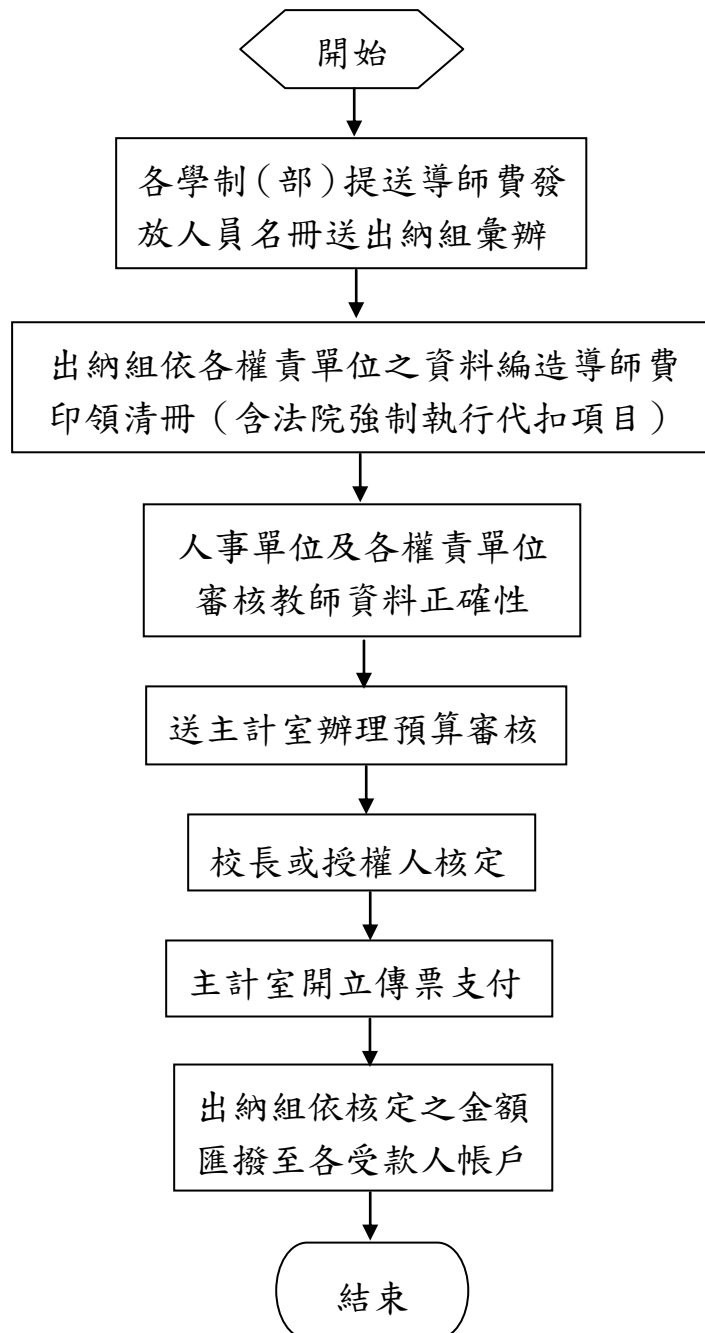 開始
各學制（部）提送導師費發
放人員名冊送出納組彙辦
出納組依各權責單位之資料編造導師費
印領清冊（含法院強制執行代扣項目）
人事單位及各權責單位
審核教師資料正確性
送主計室辦理預算審核
校長或授權人核定
主計室開立傳票支付
出納組依核定之金額
匯撥至各受款人帳戶
結束